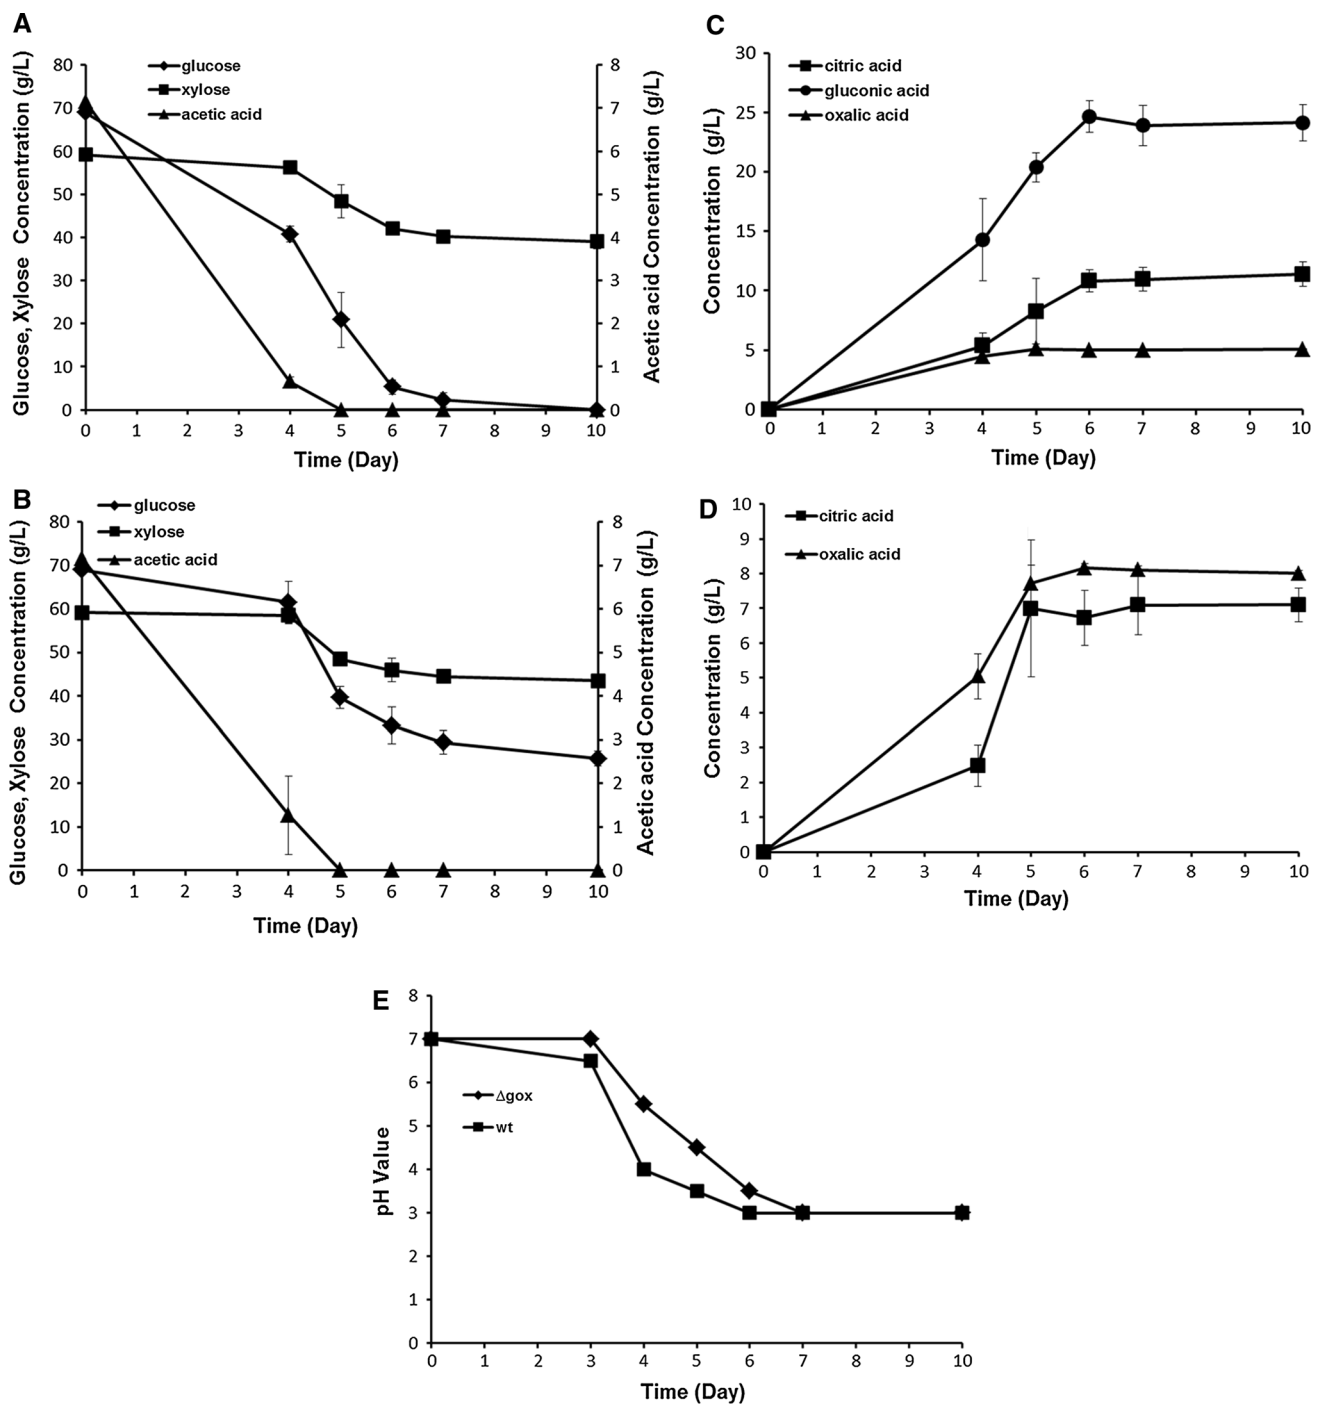 A
glucose
xylose
acetic acid
Glucose, Xylose Concentration (g/L)
80
70
60
50
40
30
20
10
0
8
7
6
5
4
3
2
1
0
Acetic acid Concentration (g/L)
0 1 2 3 4 5 6 7 8 9 10
Time (Day)
C
citric acid
gluconic acid
oxalic acid
Concentration (g/L)
30
25
20
15
10
5
0
0 1 2 3 4 5 6 7 8 9 10
Time (Day)
B
glucose
xylose
acetic acid
Glucose, Xylose Concentration (g/L)
80
70
60
50
40
30
20
10
0
8
7
6
5
4
3
2
1
0
Acetic acid Concentration (g/L)
0 1 2 3 4 5 6 7 8 9 10
Time (Day)
D
citric acid
oxalic acid
Concentration (g/L)
10
9
8
7
6
5
4
3
2
1
0
0 1 2 3 4 5 6 7 8 9 10
Time (Day)
E
Δgox
wt
pH Value
8
7
6
5
4
3
2
1
0
0 1 2 3 4 5 6 7 8 9 10
Time (Day)